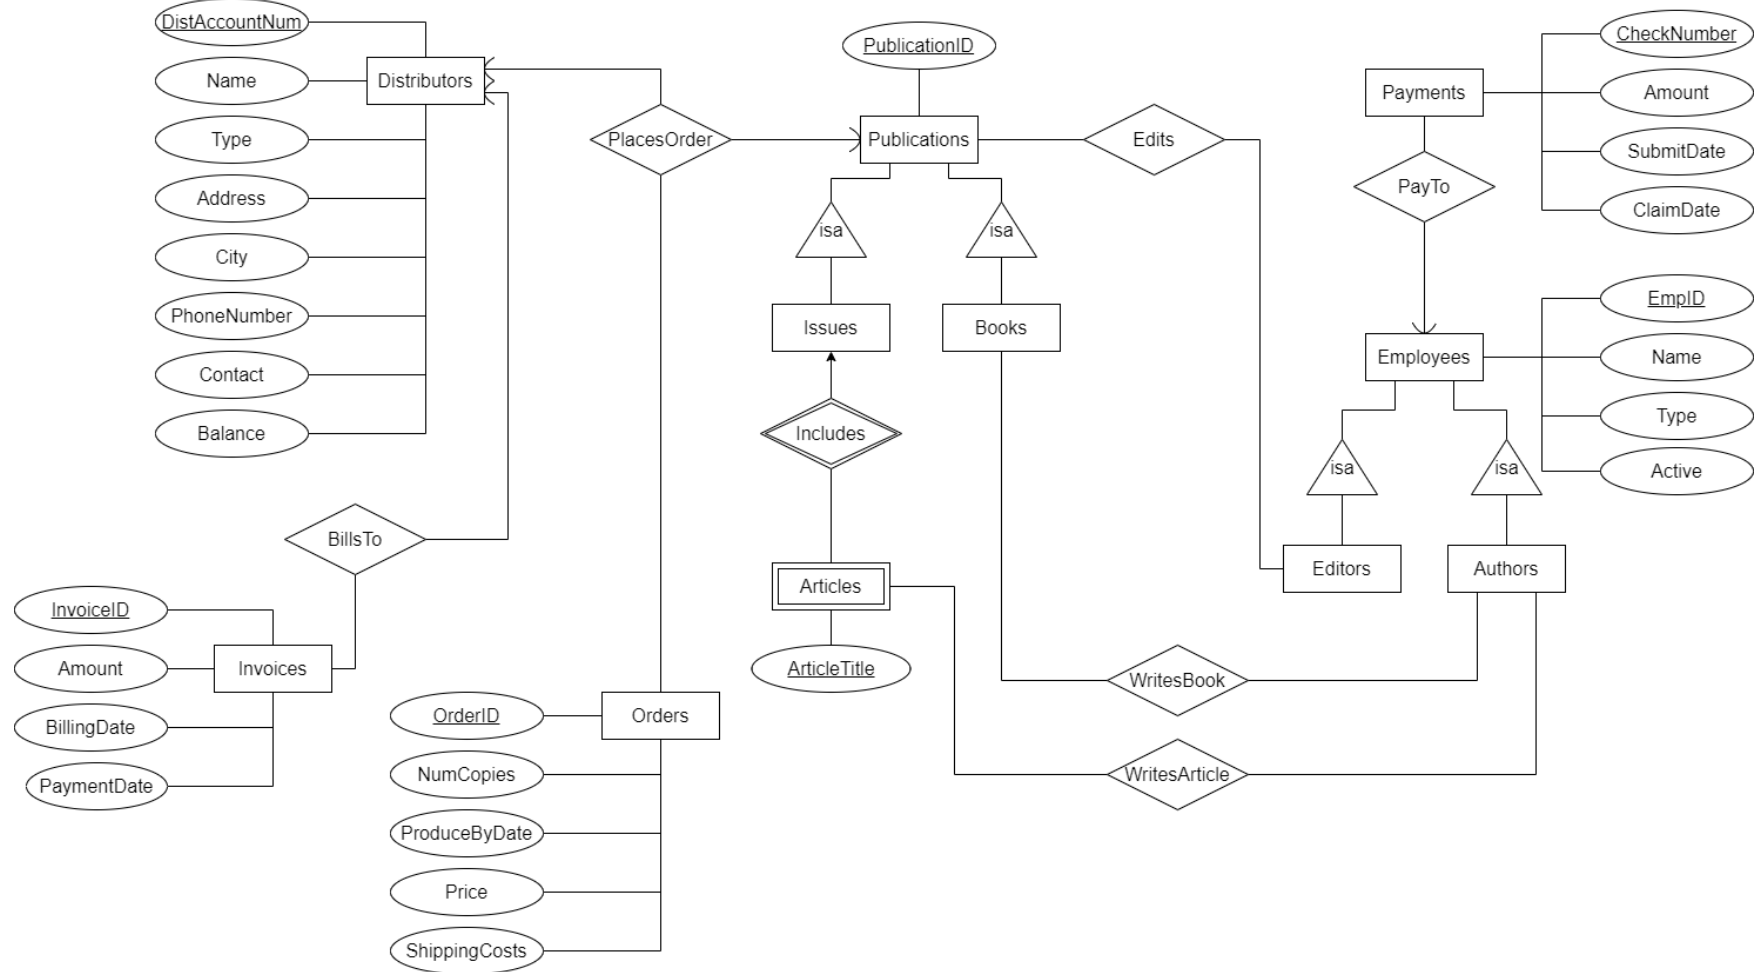 DistAccountNum
Name
Type
Address
City
PhoneNumber
Contact
Balance
Distributors
BillsTo
InvoiceID
Amount
BillingDate
PaymentDate
Invoices
PlacesOrder
OrderID
NumCopies
ProduceByDate
Price
ShippingCosts
Orders
PublicationID
Publications
isa
isa
Issues
Books
Includes
Articles
ArticleTitle
Edits
WritesBook
WritesArticle
Payments
CheckNumber
Amount
SubmitDate
ClaimDate
PayTo
Employees
EmpID
Name
Type
Active
isa
isa
Editors
Authors